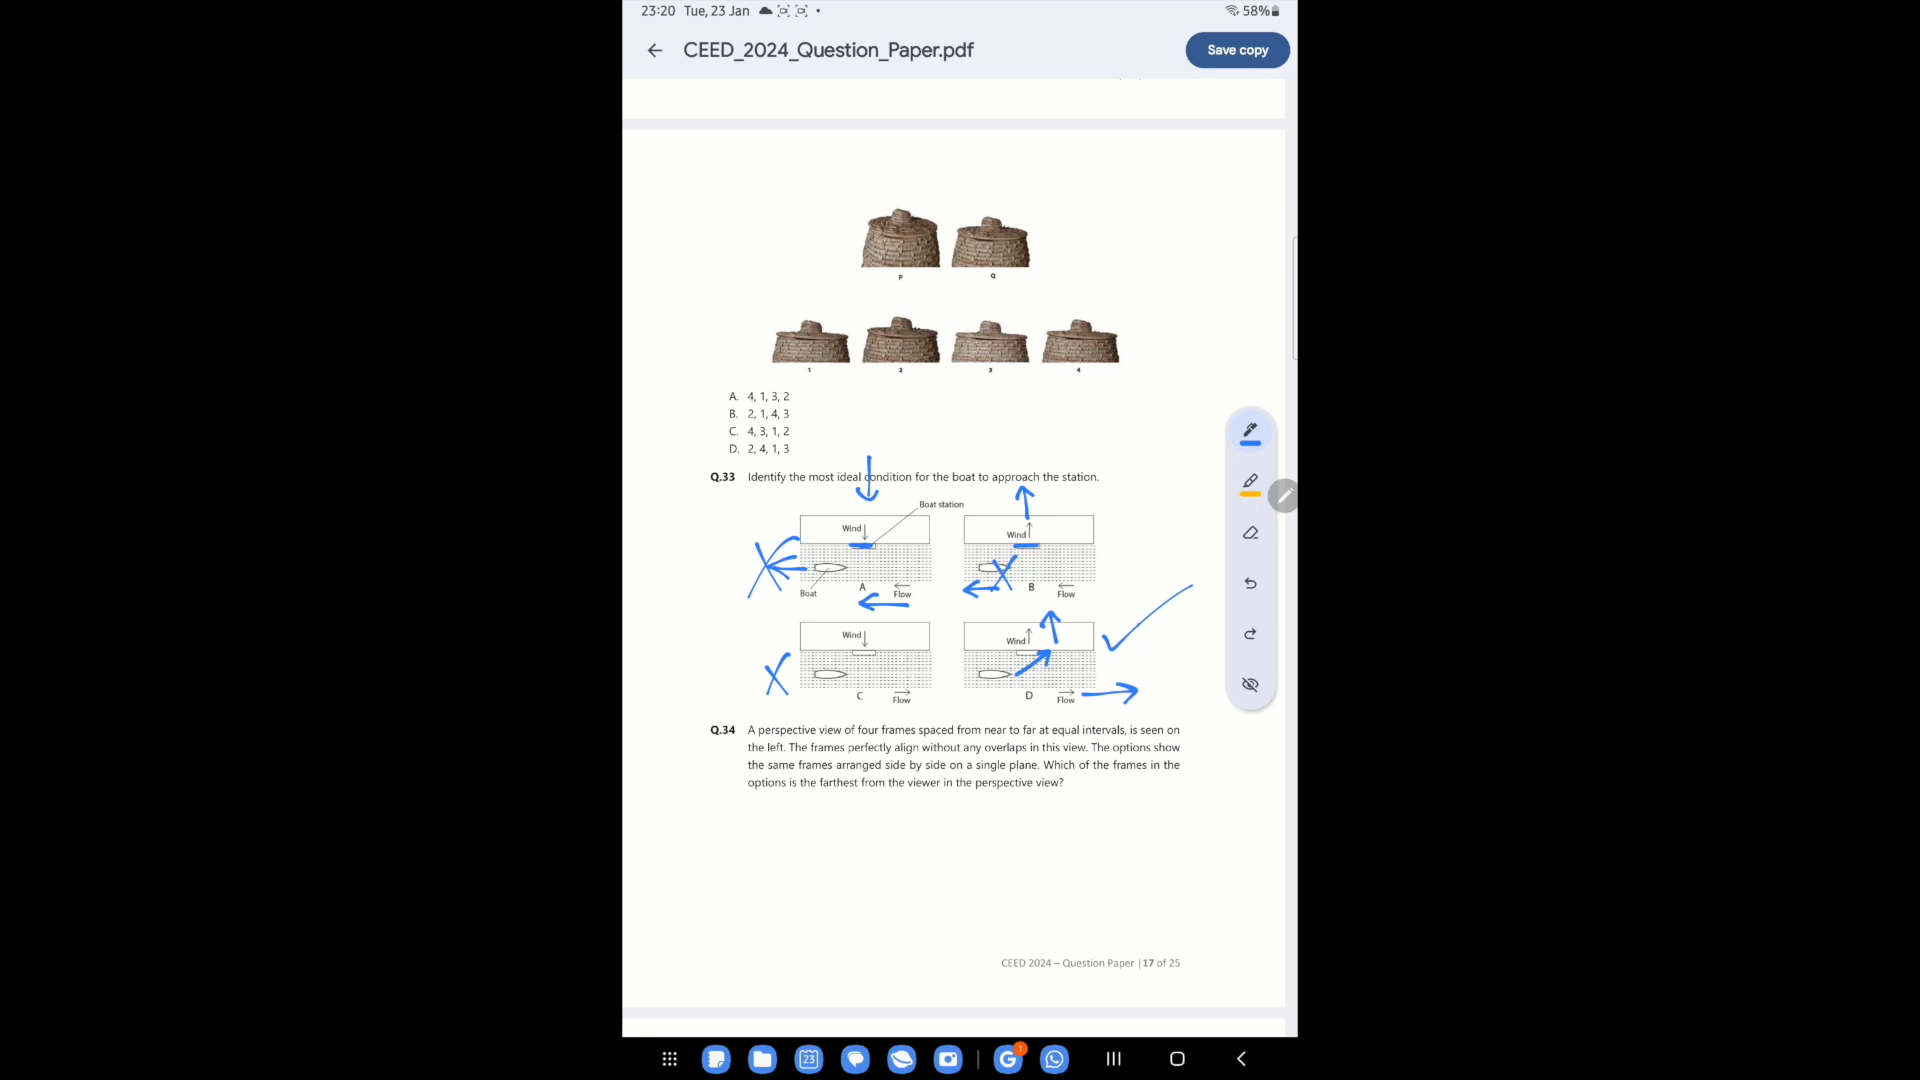 23:20 Tue, 23 Jan
58%
CEED_2024_Question_Paper.pdf
Save copy
P Q
1 2 3 4
A. 4, 1, 3, 2
B. 2, 1, 4, 3
C. 4, 3, 1, 2
D. 2, 4, 1, 3
Q.33 Identify the most ideal condition for the boat to approach the station.
Boat station
Wind
Wind
Boat
A
Flow
B
Flow
Wind
Wind
C
Flow
D
Flow
Q.34 A perspective view of four frames spaced from near to far at equal intervals, is seen on
the left. The frames perfectly align without any overlaps in this view. The options show
the same frames arranged side by side on a single plane. Which of the frames in the
options is the farthest from the viewer in the perspective view?
CEED 2024 – Question Paper | 17 of 25
23
G
1